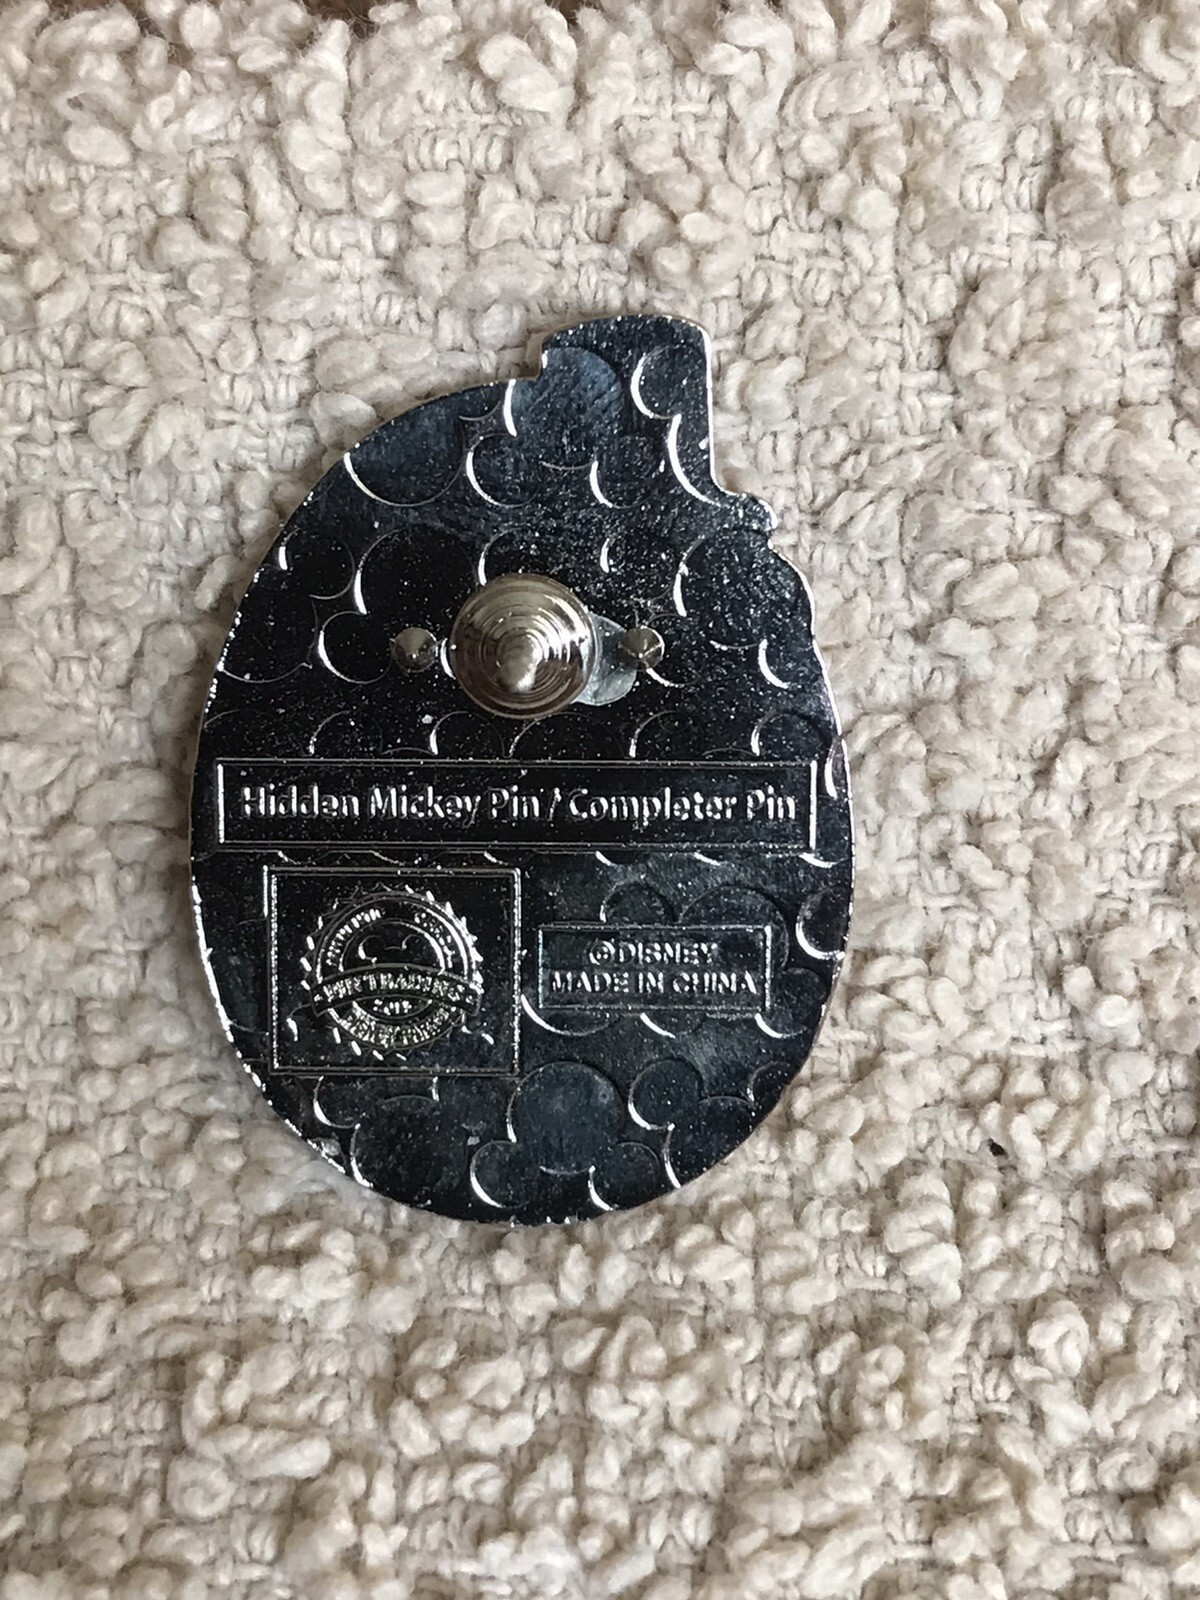 Hidden Mickey Pin / Completer Pin
PIN TRADING
©DISNEY
MADE IN CHINA